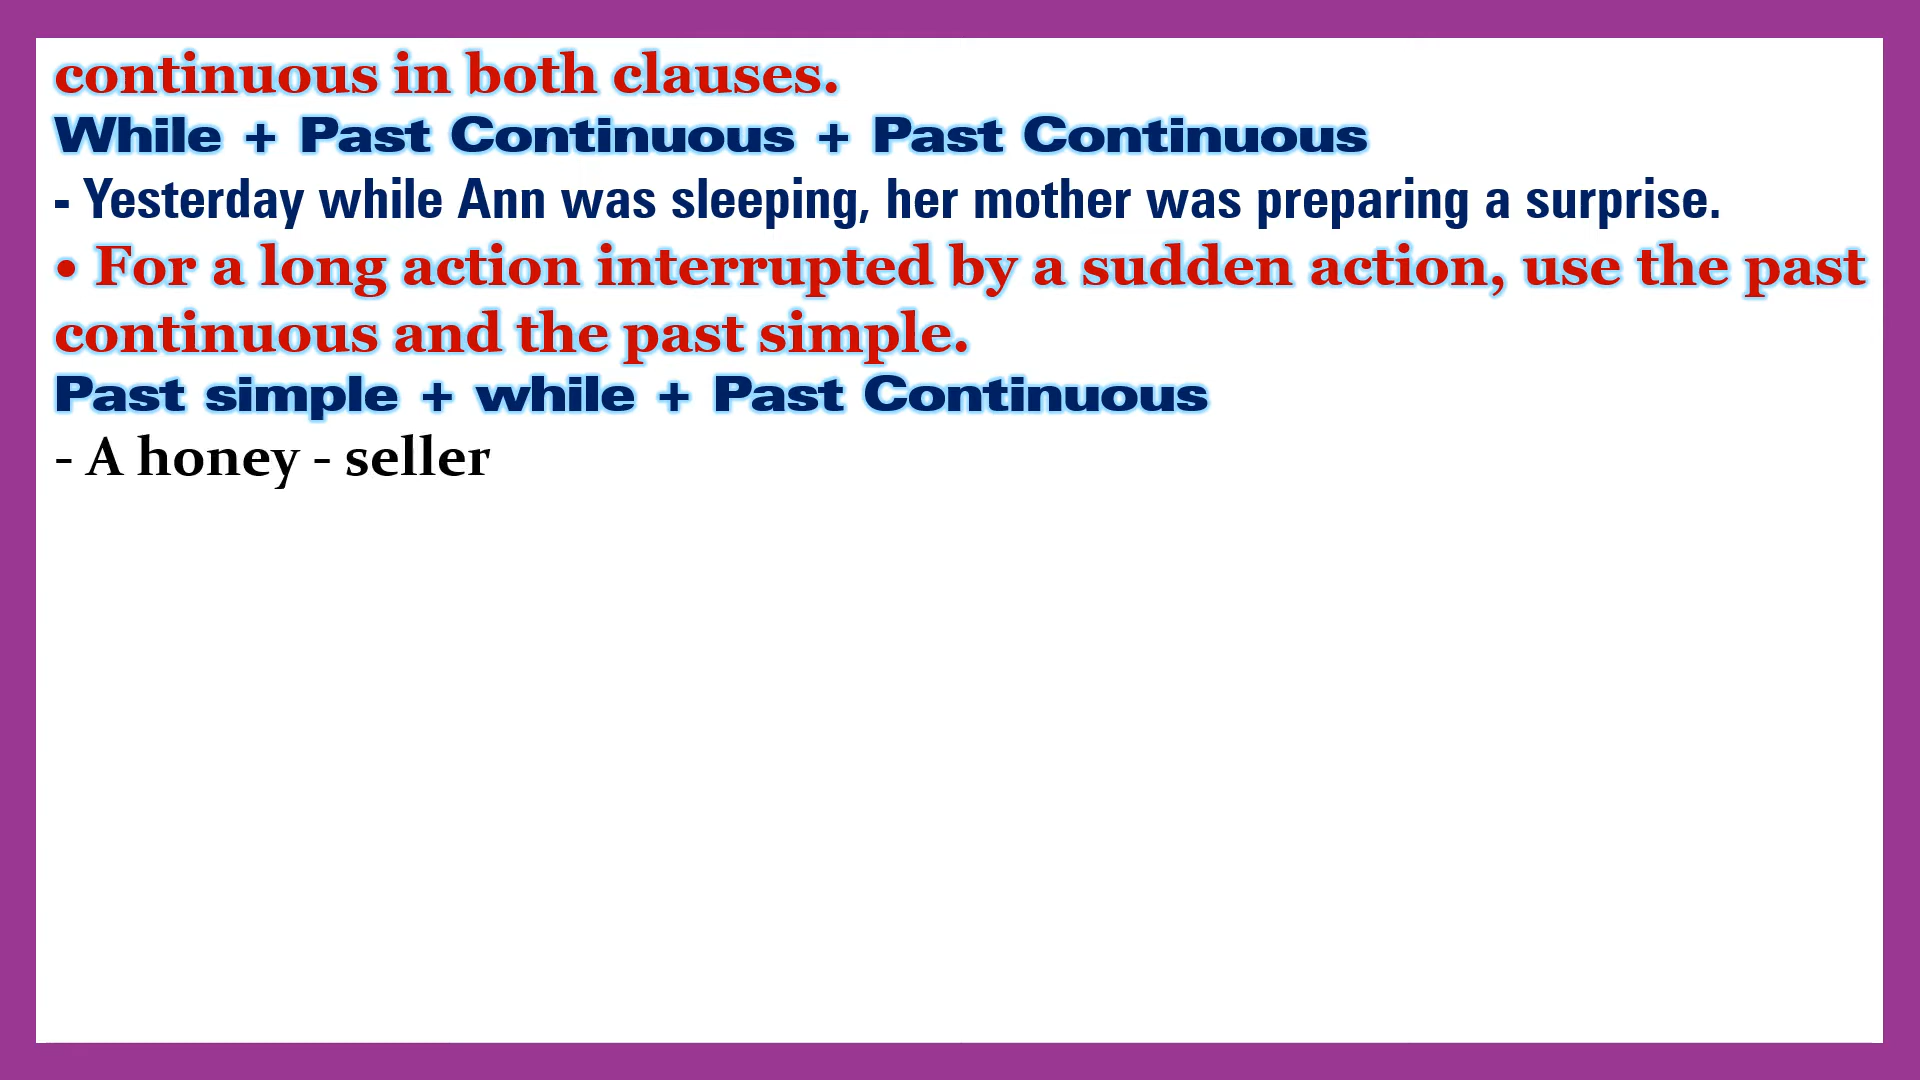 continuous in both clauses.
While + Past Continuous + Past Continuous
- Yesterday while Ann was sleeping, her mother was preparing a surprise.
• For a long action interrupted by a sudden action, use the past
continuous and the past simple.
Past simple + while + Past Continuous
- A honey - seller